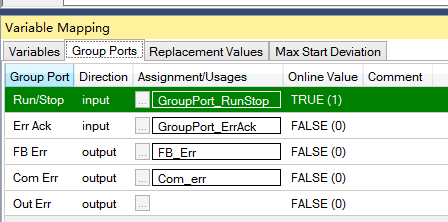 Variable Mapping
Variables Group Ports Replacement Values Max Start Deviation
Group Port Direction Assignment/Usages Online Value Comment
Run/Stop input ... GroupPort_RunStop TRUE (1)
Err Ack input ... GroupPort_ErrAck FALSE (0)
FB Err output ... FB_Err FALSE (0)
Com Err output ... Com_err FALSE (0)
Out Err output ... FALSE (0)